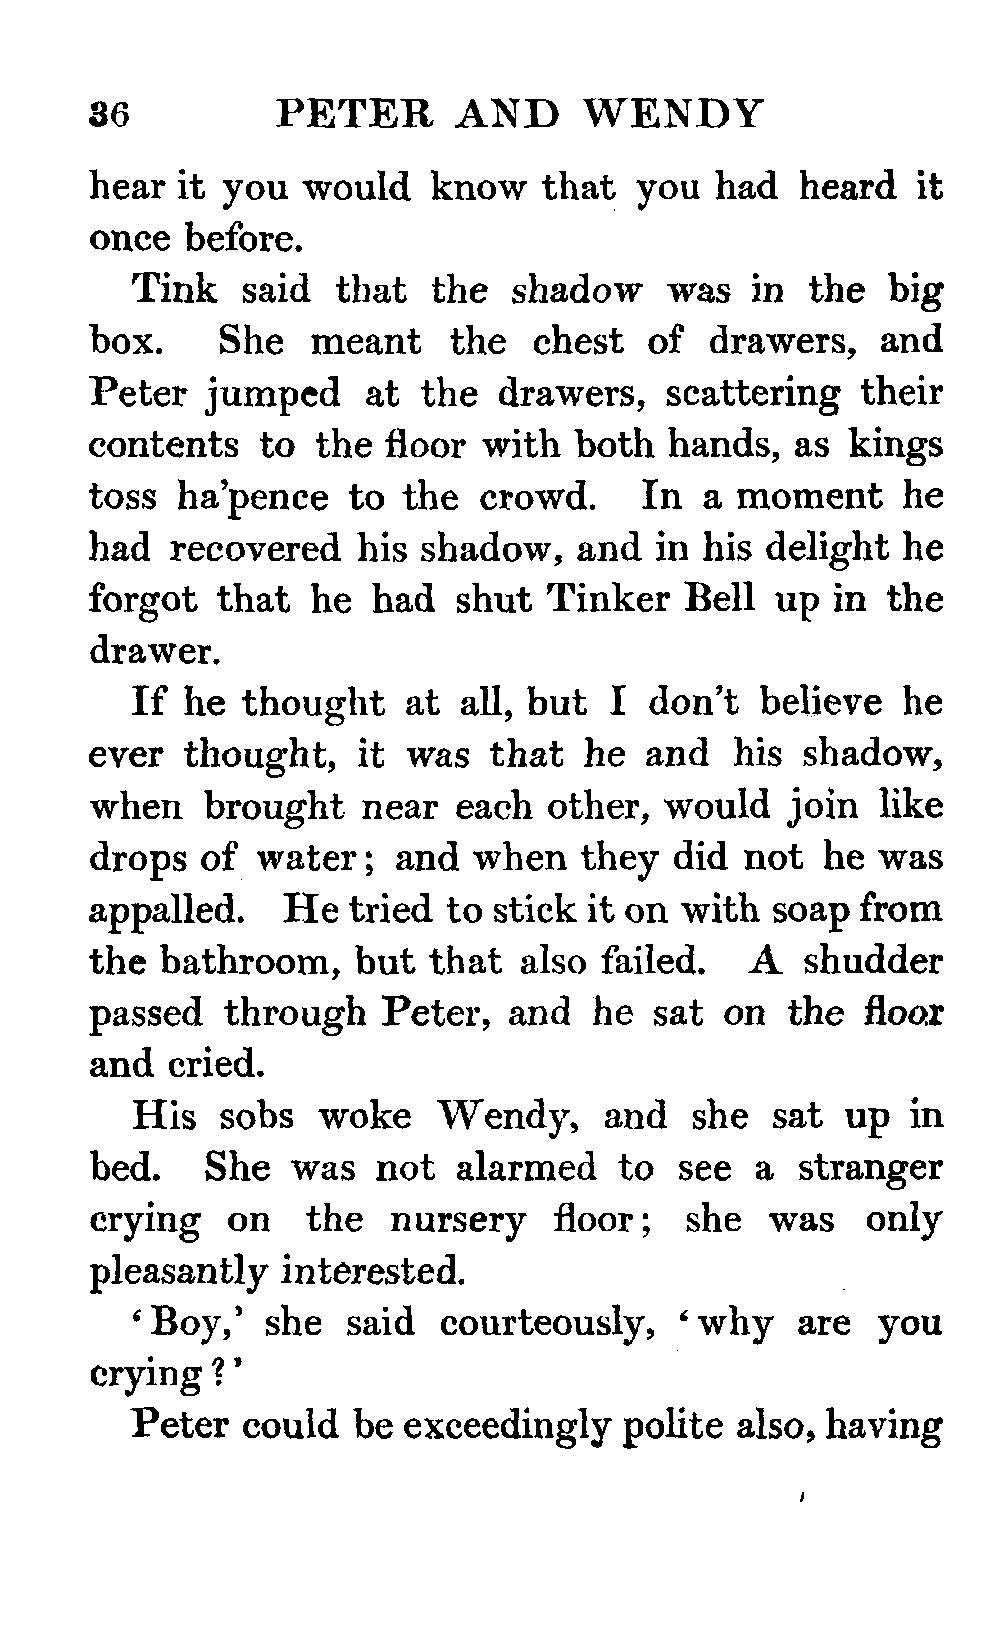 36 PETER AND WENDY
hear it you would know that you had heard it
once before.
Tink said that the shadow was in the big
box. She meant the chest of drawers, and
Peter jumped at the drawers, scattering their
contents to the floor with both hands, as kings
toss ha'pence to the crowd. In a moment he
had recovered his shadow, and in his delight he
forgot that he had shut Tinker Bell up in the
drawer.
If he thought at all, but I don't believe he
ever thought, it was that he and his shadow,
when brought near each other, would join like
drops of water; and when they did not he was
appalled. He tried to stick it on with soap from
the bathroom, but that also failed. A shudder
passed through Peter, and he sat on the floor
and cried.
His sobs woke Wendy, and she sat up in
bed. She was not alarmed to see a stranger
crying on the nursery floor; she was only
pleasantly interested.
‘Boy,’ she said courteously, ‘why are you
crying?’
Peter could be exceedingly polite also, having